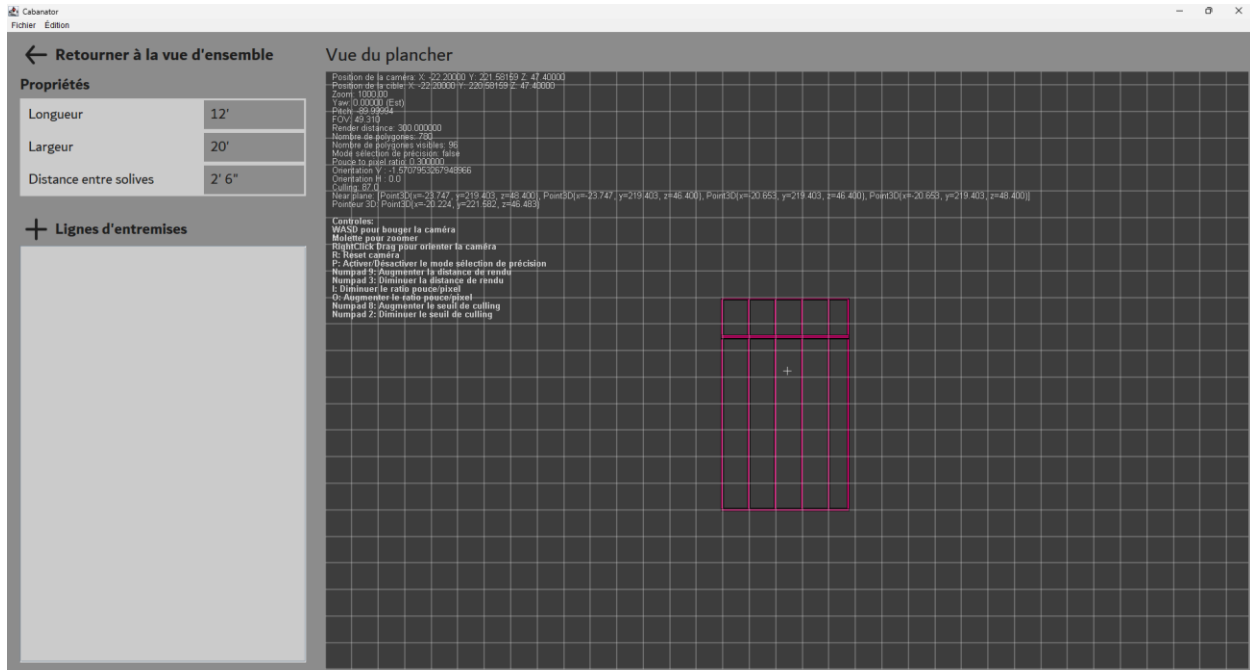 Cabanator
Fichier Édition
Retourner à la vue d'ensemble
Vue du plancher
Propriétés
Longueur 12'
Largeur 20'
Distance entre solives 2' 6"
Lignes d'entremises
Position de la caméra: X: -22.20000 Y: 221.58159 Z: 47.40000
Position de la cible: X: -22.20000 Y: 220.58159 Z: 47.40000
Zoom: 1000.00
Yaw: 0.00000 (Est)
Pitch: -89.99994
FOV: 49.310
Render distance: 300.000000
Nombre de polygones: 780
Nombre de polygones visibles: 96
Mode sélection de précision: false
Pouce to pixel ratio: 0.300000
Orientation V : -1.5707953267948966
Orientation H : 0.0
Culling: 87.0
Near plane: [Point3D(x=-23.747, y=219.403, z=48.400), Point3D(x=-23.747, y=219.403, z=46.400), Point3D(x=-20.653, y=219.403, z=46.400), Point3D(x=-20.653, y=219.403, z=48.400)]
Pointeur 3D: Point3D(x=-20.224, y=221.582, z=46.483)
Controles:
WASD pour bouger la caméra
Molette pour zoomer
RightClick Drag pour orienter la caméra
R: Reset caméra
P: Activer/Désactiver le mode sélection de précision
Numpad 9: Augmenter la distance de rendu
Numpad 3: Diminuer la distance de rendu
I: Diminuer le ratio pouce/pixel
O: Augmenter le ratio pouce/pixel
Numpad 8: Augmenter le seuil de culling
Numpad 2: Diminuer le seuil de culling